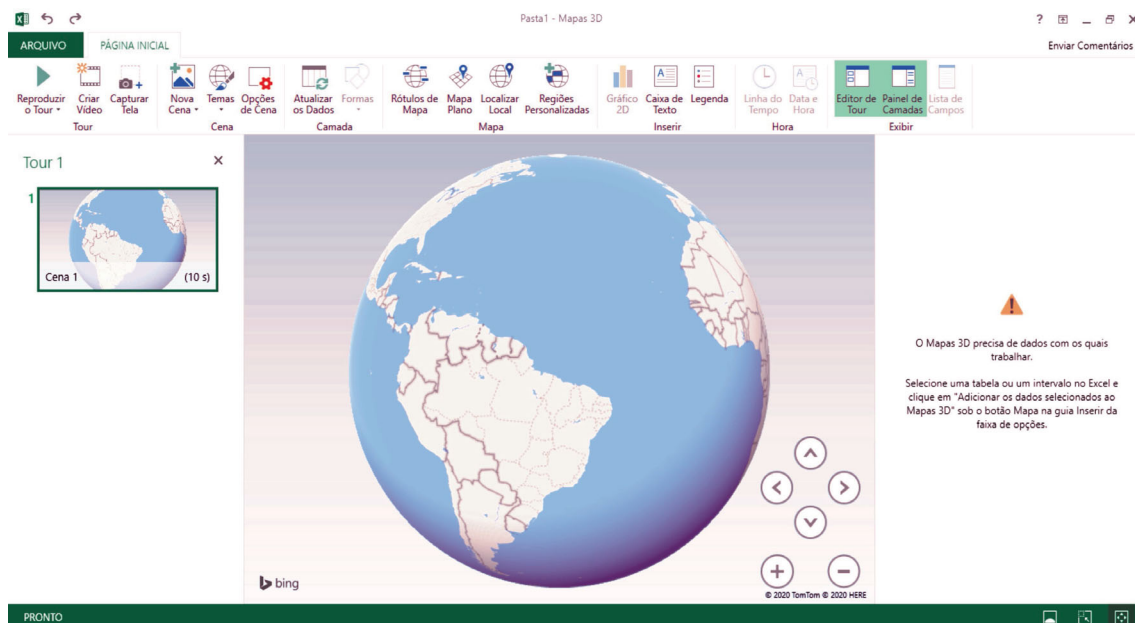 Pasta1 - Mapas 3D
ARQUIVO PÁGINA INICIAL Enviar Comentários
Reproduzir o Tour
Criar Vídeo
Capturar Tela
Tour
Nova Cena
Temas
Opções de Cena
Cena
Atualizar os Dados
Formas
Camada
Rótulos de Mapa
Mapa Plano
Localizar Local
Regiões Personalizadas
Mapa
Gráfico 2D
Caixa de Texto
Legenda
Inserir
Linha do Tempo
Data e Hora
Hora
Editor de Tour
Painel de Camadas
Lista de Campos
Exibir
Tour 1
1
Cena 1 (10 s)
O Mapas 3D precisa de dados com os quais
trabalhar.
Selecione uma tabela ou um intervalo no Excel e
clique em "Adicionar os dados selecionados ao
Mapas 3D" sob o botão Mapa na guia Inserir da
faixa de opções.
bing
© 2020 TomTom © 2020 HERE
PRONTO